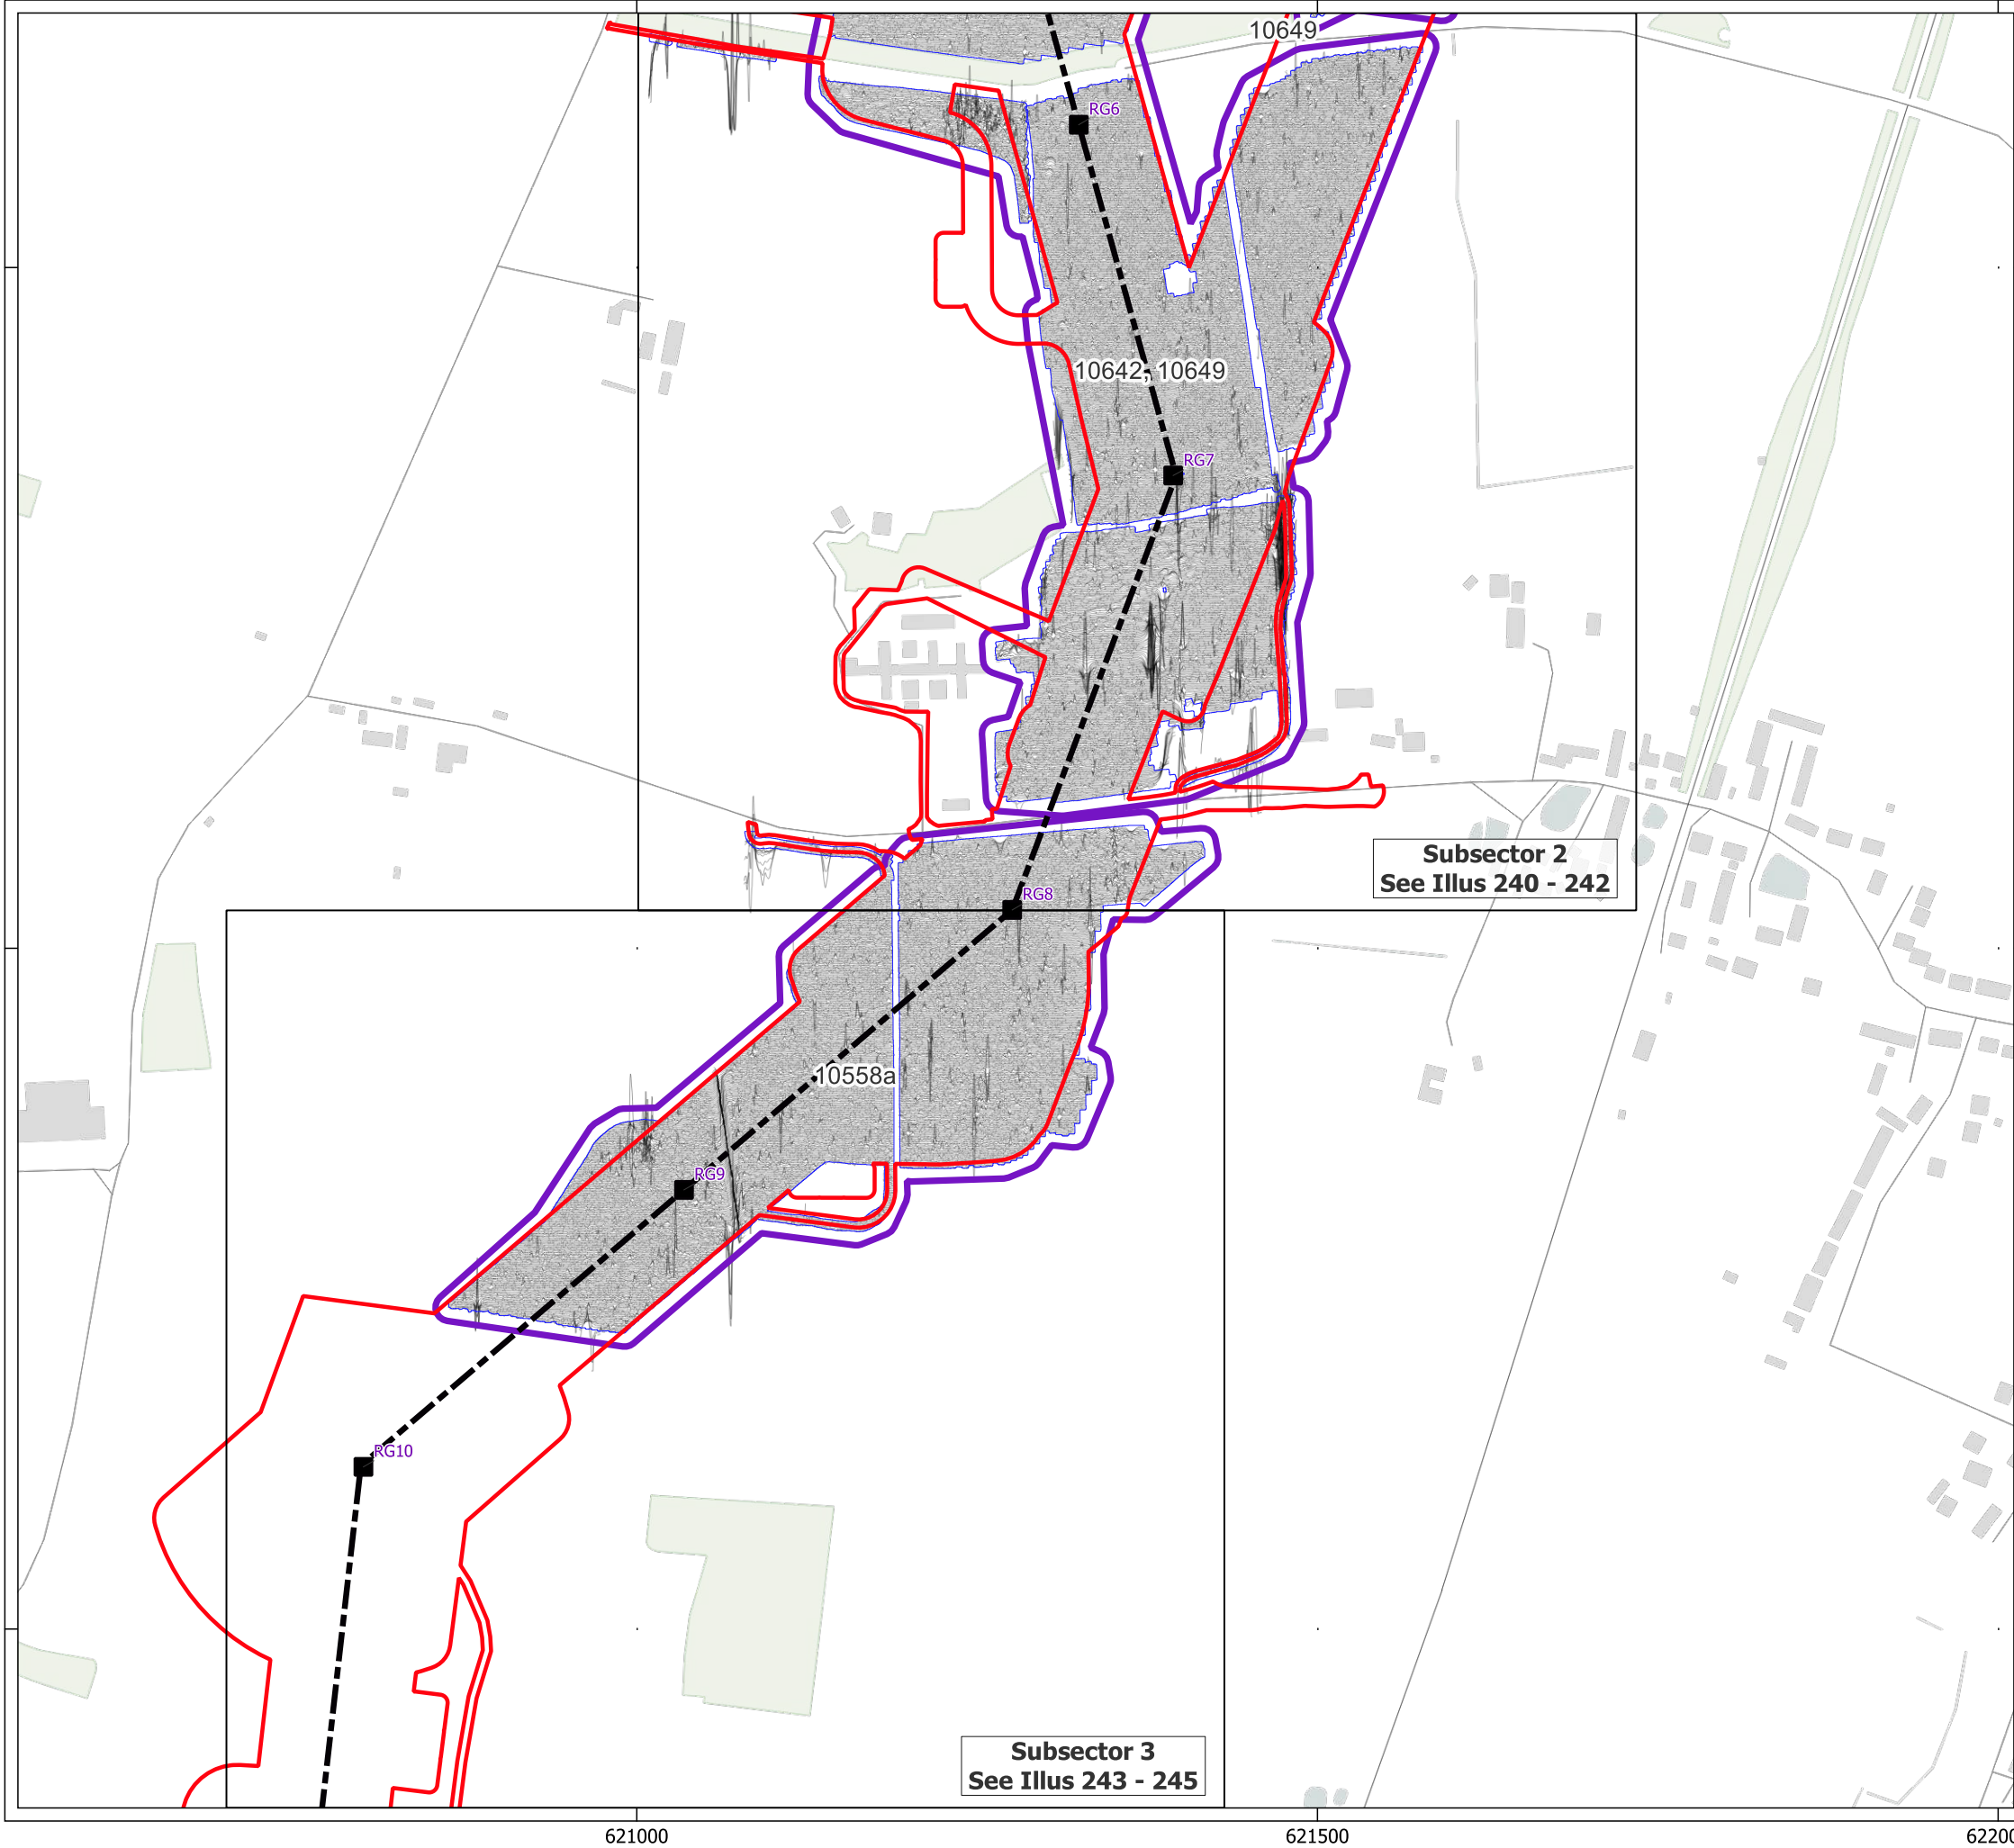 10649
RG6
10642, 10649
RG7
Subsector 2
See Illus 240 - 242
RG8
10558a
RG9
RG10
Subsector 3
See Illus 243 - 245
621000
621500